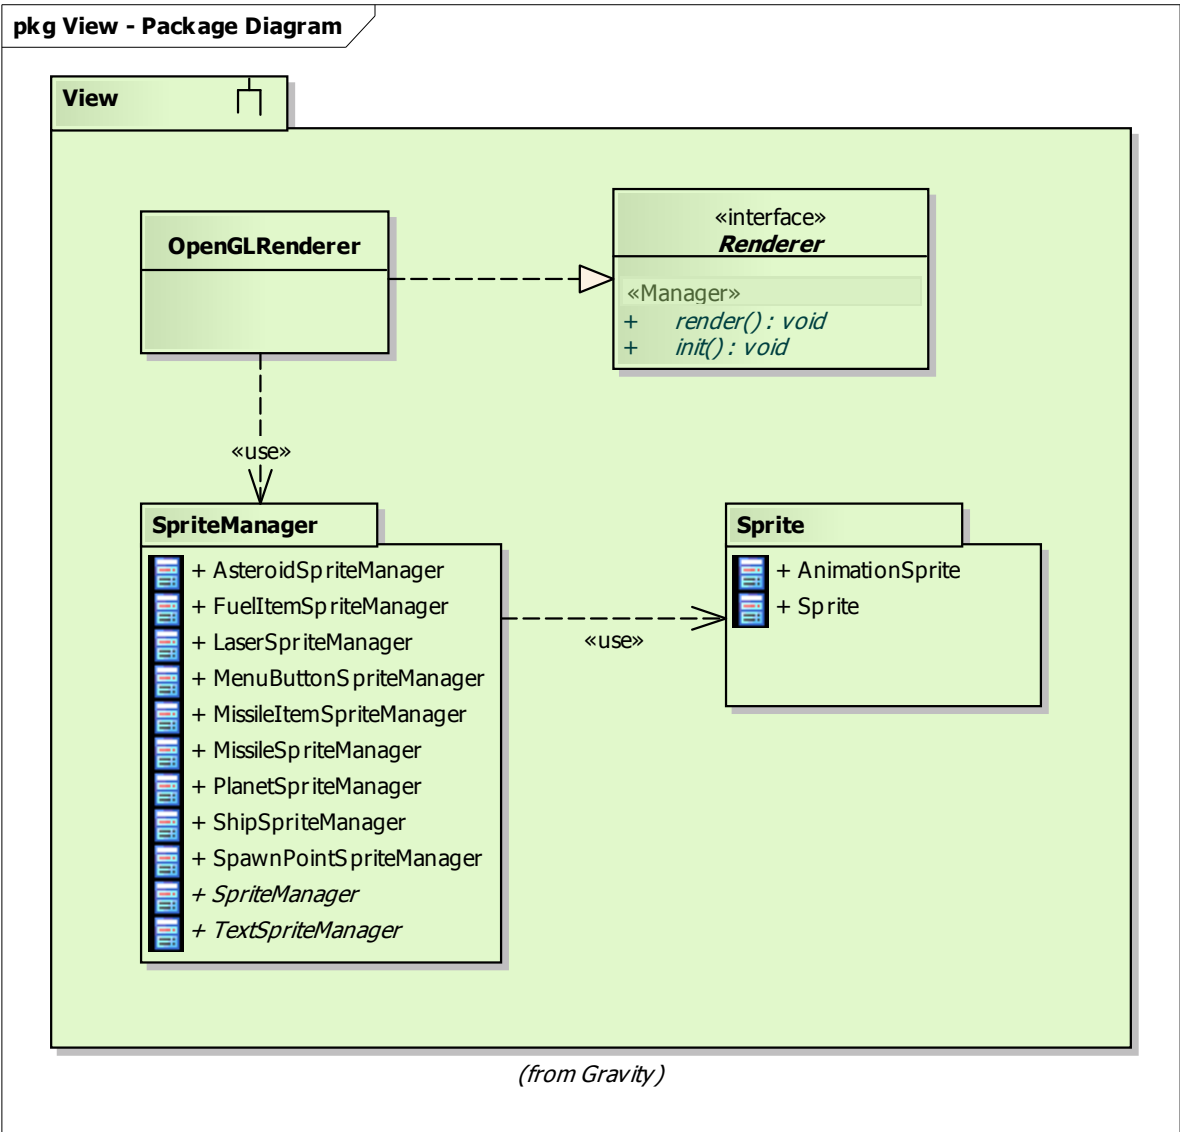 pkg View - Package Diagram
View
OpenGLRenderer
«interface»
Renderer
«Manager»
+ render() : void
+ init() : void
«use»
SpriteManager
+ AsteroidSpriteManager
+ FuelItemSpriteManager
+ LaserSpriteManager
+ MenuButtonSpriteManager
+ MissileItemSpriteManager
+ MissileSpriteManager
+ PlanetSpriteManager
+ ShipSpriteManager
+ SpawnPointSpriteManager
+ SpriteManager
+ TextSpriteManager
«use»
Sprite
+ AnimationSprite
+ Sprite
(from Gravity)